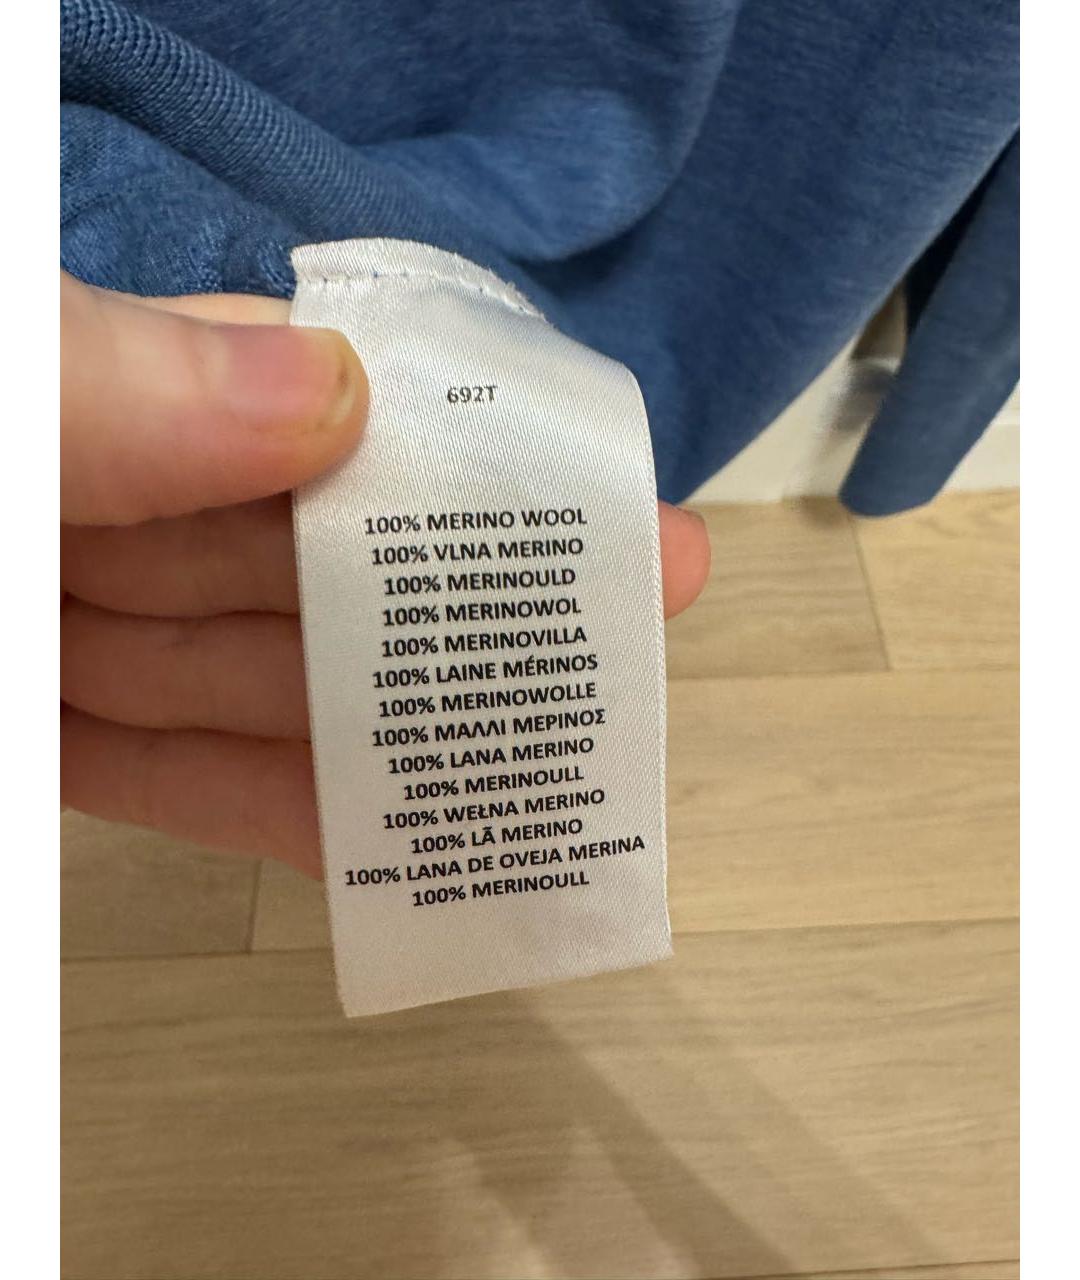 692T
100% MERINO WOOL
100% VLNA MERINO
100% MERINOULD
100% MERINOWOL
100% MERINOVILLA
100% LAINE MÉRINOS
100% MERINOWOLLE
100% ΜΑΛΛΙ ΜΕΡΙΝΟΣ
100% LANA MERINO
100% MERINOULL
100% WEŁNA MERINO
100% LÃ MERINO
100% LANA DE OVEJA MERINA
100% MERINOULL